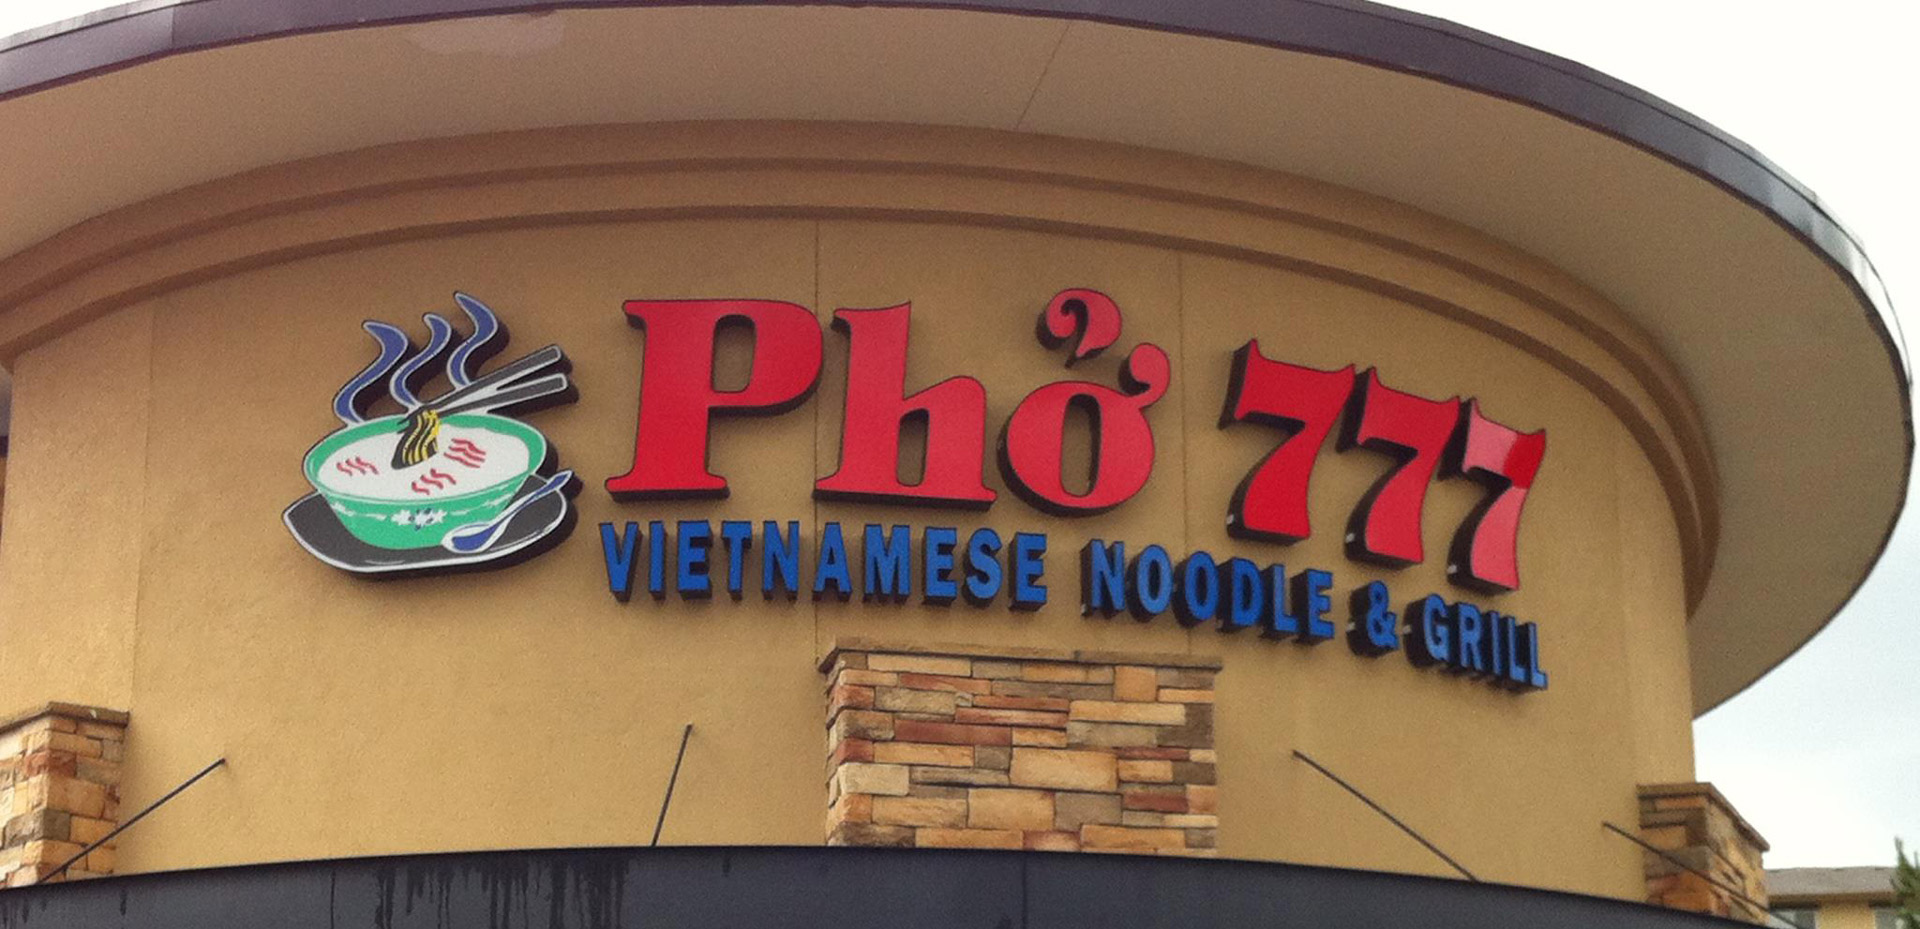 Phở 777
VIETNAMESE NOODLE & GRILL